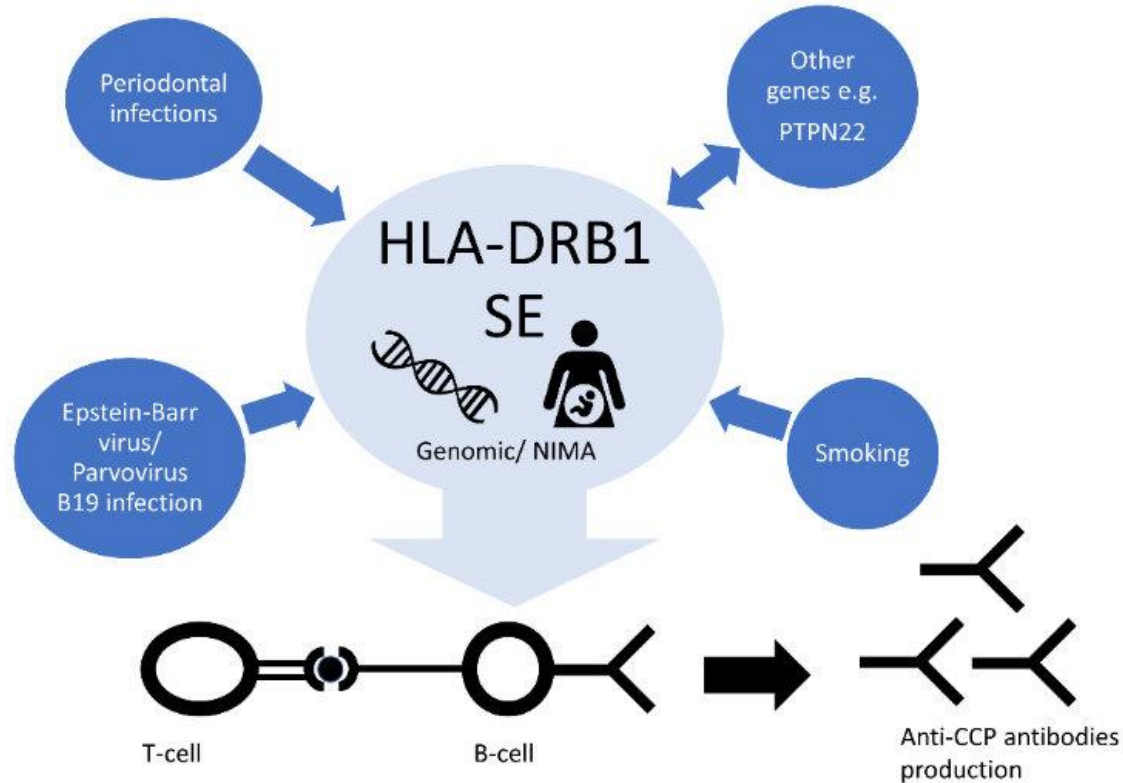 Periodontal
infections
Other
genes e.g.
PTPN22
HLA-DRB1
SE
Genomic/ NIMA
Epstein-Barr
virus/
Parvovirus
B19 infection
Smoking
T-cell
B-cell
Anti-CCP antibodies
production